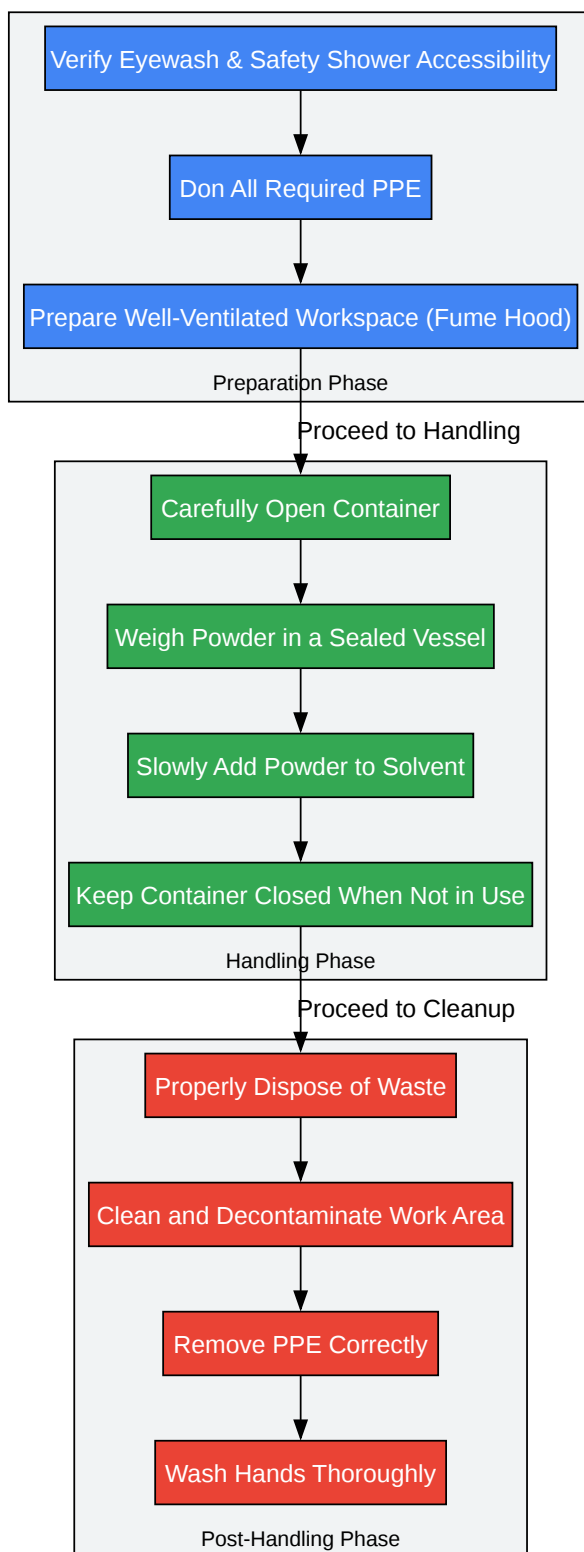 Verify Eyewash & Safety Shower Accessibility
Don All Required PPE
Prepare Well-Ventilated Workspace (Fume Hood)
Preparation Phase
Proceed to Handling
Carefully Open Container
Weigh Powder in a Sealed Vessel
Slowly Add Powder to Solvent
Keep Container Closed When Not in Use
Handling Phase
Proceed to Cleanup
Properly Dispose of Waste
Clean and Decontaminate Work Area
Remove PPE Correctly
Wash Hands Thoroughly
Post-Handling Phase